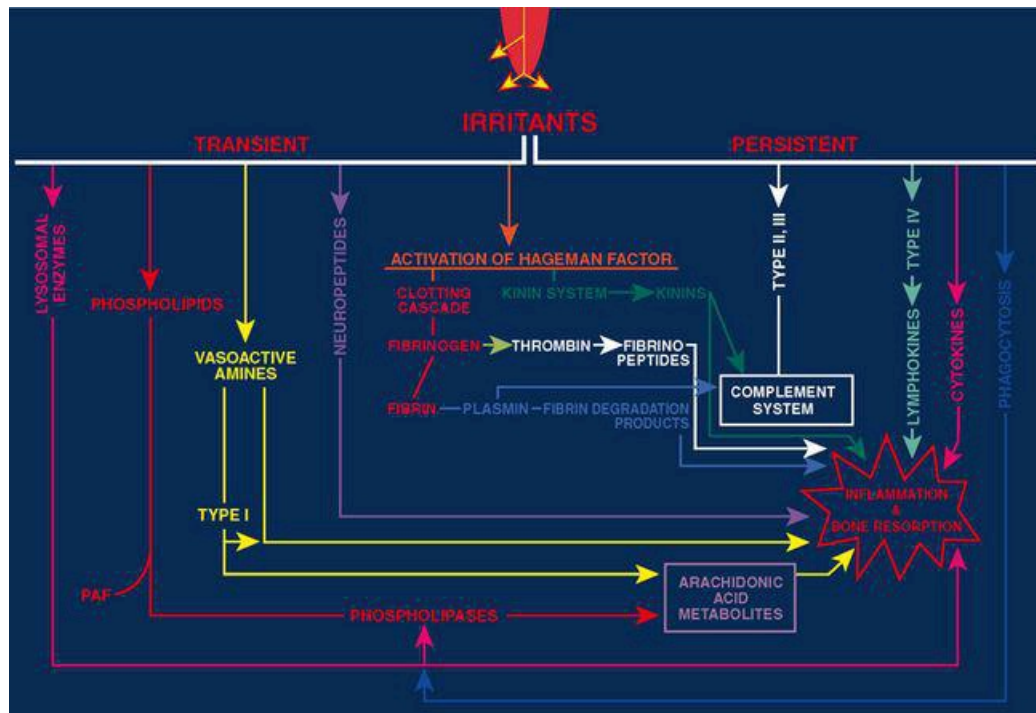 IRRITANTS
TRANSIENT
PERSISTENT
LYSOSOMAL
ENZYMES
PHOSPHOLIPIDS
VASOACTIVE
AMINES
NEUROPEPTIDES
ACTIVATION OF HAGEMAN FACTOR
CLOTTING
CASCADE
KININ SYSTEM
KININS
FIBRINOGEN
THROMBIN
FIBRINO
PEPTIDES
FIBRIN
PLASMIN
FIBRIN DEGRADATION
PRODUCTS
TYPE II, III
COMPLEMENT
SYSTEM
TYPE IV
LYMPHOKINES
CYTOKINES
PHAGOCYTOSIS
INFLAMMATION
&
BONE RESORPTION
TYPE I
PAF
PHOSPHOLIPASES
ARACHIDONIC
ACID
METABOLITES